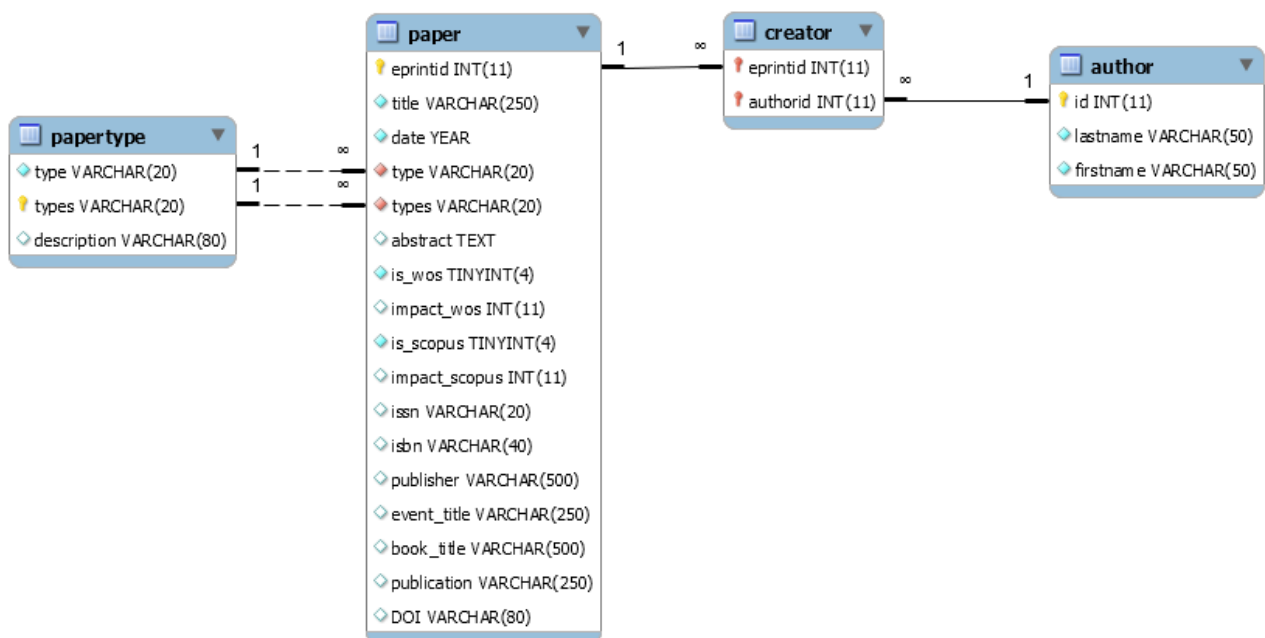 papertype
type VARCHAR(20)
types VARCHAR(20)
description VARCHAR(80)
1
∞
1
∞
paper
eprintid INT(11)
title VARCHAR(250)
date YEAR
type VARCHAR(20)
types VARCHAR(20)
abstract TEXT
is_wos TINYINT(4)
impact_wos INT(11)
is_scopus TINYINT(4)
impact_scopus INT(11)
issn VARCHAR(20)
isbn VARCHAR(40)
publisher VARCHAR(500)
event_title VARCHAR(250)
book_title VARCHAR(500)
publication VARCHAR(250)
DOI VARCHAR(80)
1
∞
creator
eprintid INT(11)
authorid INT(11)
∞
1
author
id INT(11)
lastname VARCHAR(50)
firstname VARCHAR(50)